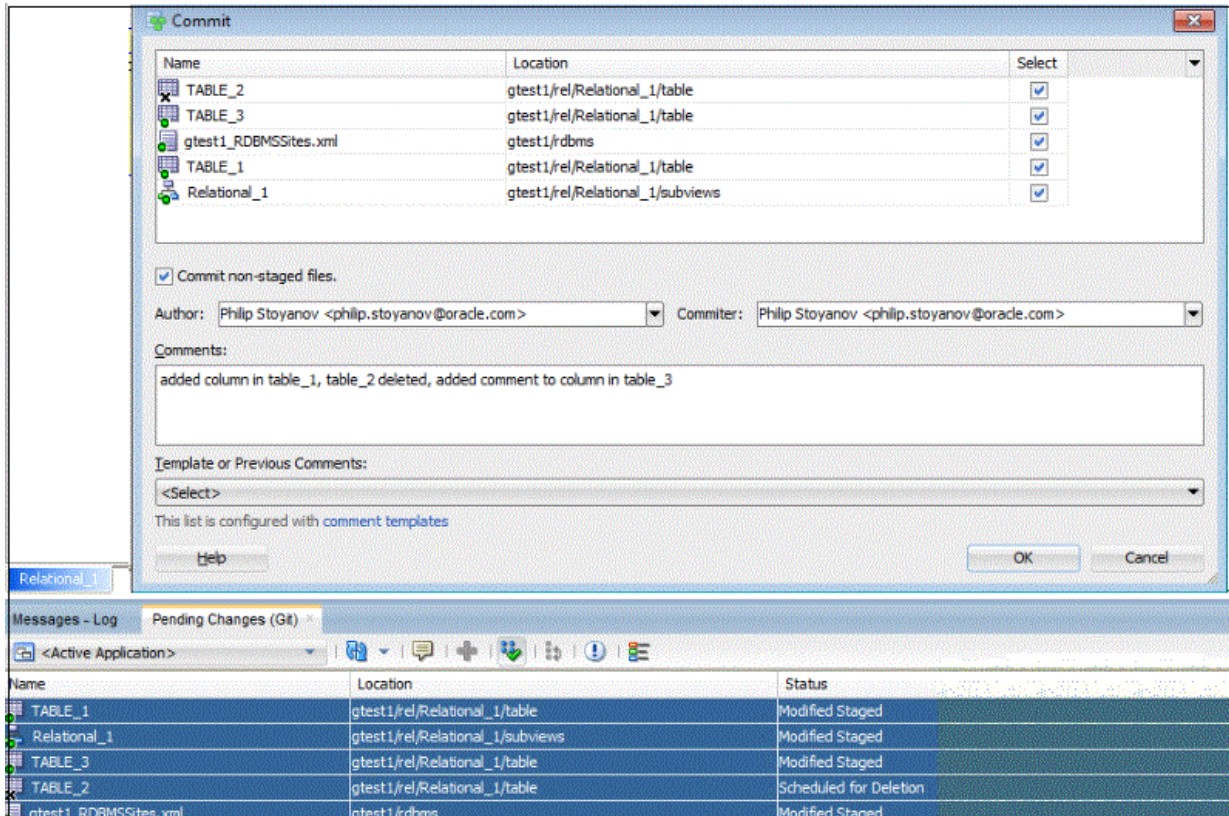 Commit
Name Location Select
TABLE_2 gtest1/rel/Relational_1/table
TABLE_3 gtest1/rel/Relational_1/table
gtest1_RDBMSSites.xml gtest1/rdbms
TABLE_1 gtest1/rel/Relational_1/table
Relational_1 gtest1/rel/Relational_1/subviews
Commit non-staged files.
Author: Philip Stoyanov <philip.stoyanov@oracle.com> Commiter: Philip Stoyanov <philip.stoyanov@oracle.com>
Comments:
added column in table_1, table_2 deleted, added comment to column in table_3
Template or Previous Comments:
<Select>
This list is configured with comment templates
Help OK Cancel
Relational_1
Messages - Log Pending Changes (Git)
<Active Application>
Name Location Status
TABLE_1 gtest1/rel/Relational_1/table Modified Staged
Relational_1 gtest1/rel/Relational_1/subviews Modified Staged
TABLE_3 gtest1/rel/Relational_1/table Modified Staged
TABLE_2 gtest1/rel/Relational_1/table Scheduled for Deletion
gtest1_RDBMSSites.xml gtest1/rdbms Modified Staged